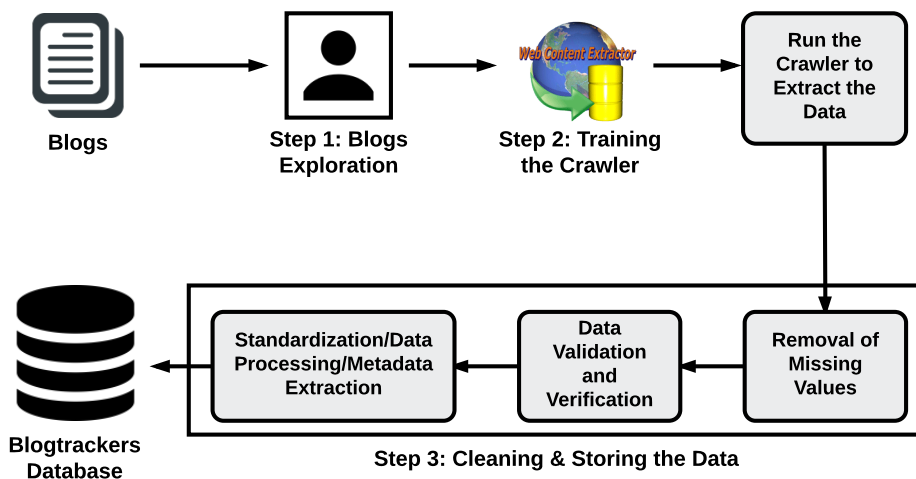 Blogs
Step 1: Blogs
Exploration
Web Content Extractor
Step 2: Training
the Crawler
Run the
Crawler to
Extract the
Data
Removal of
Missing
Values
Data
Validation
and
Verification
Standardization/Data
Processing/Metadata
Extraction
Blogtrackers
Database
Step 3: Cleaning & Storing the Data